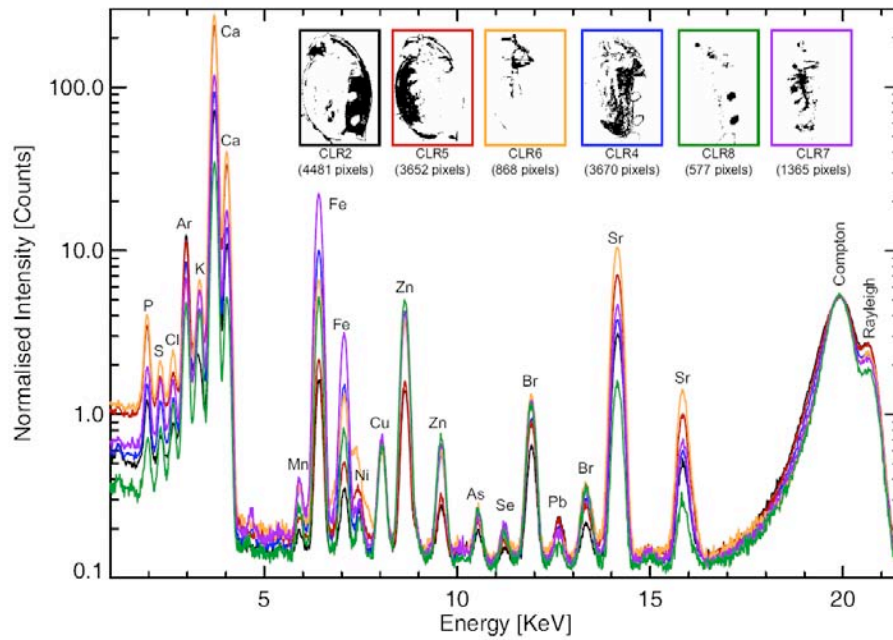 Normalised Intensity [Counts]
100.0
10.0
1.0
0.1
P
S
Cl
Ar
K
Ca
Ca
Mn
Fe
Fe
Ni
Cu
Zn
Zn
As
Se
Br
Pb
Br
Sr
Sr
Compton
Rayleigh
CLR2
(4481 pixels)
CLR5
(3652 pixels)
CLR6
(868 pixels)
CLR4
(3670 pixels)
CLR8
(577 pixels)
CLR7
(1365 pixels)
5
10
15
20
Energy [KeV]